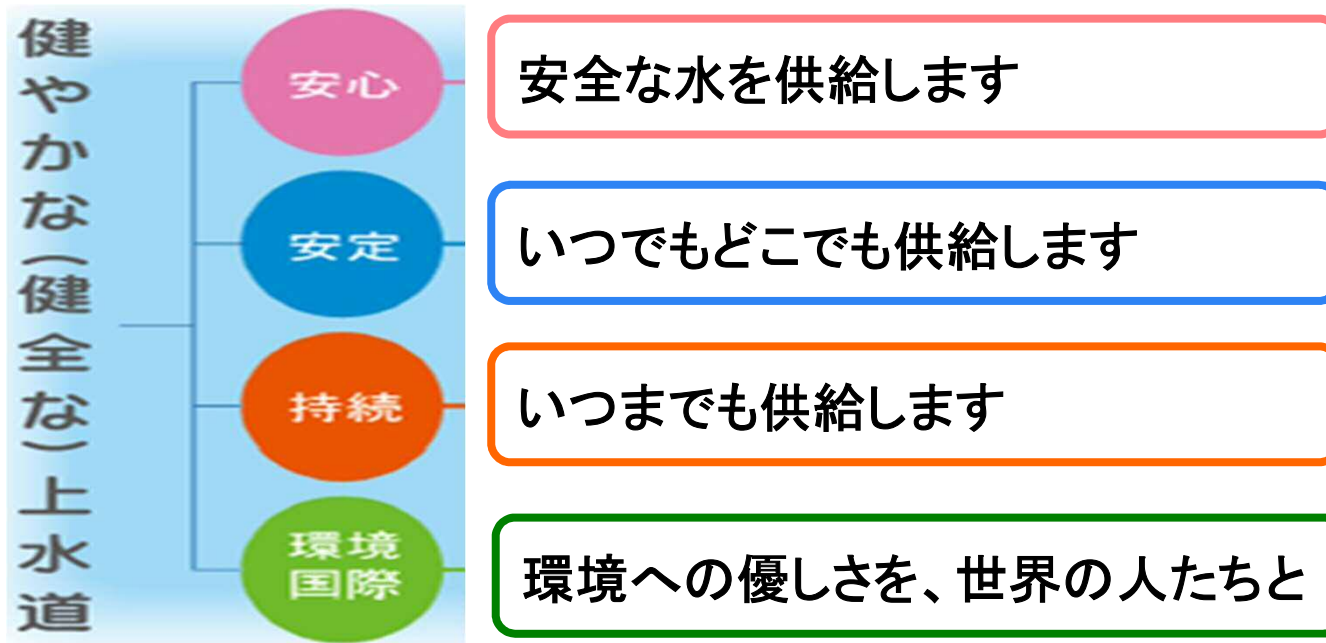 健やかな(健全な)上水道
安心
安全な水を供給します
安定
いつでもどこでも供給します
持続
いつまでも供給します
環境
国際
環境への優しさを、世界の人たちと